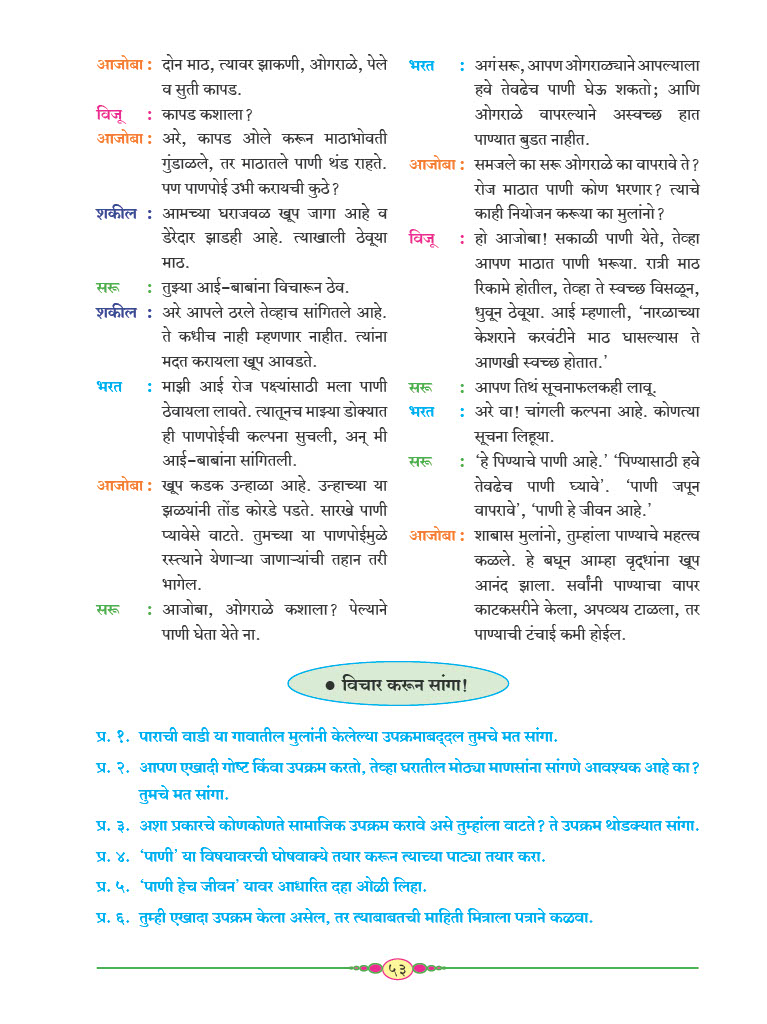 आजोबा : दोन माठ, त्यावर झाकणी, ओगराळे, पेले
व सुती कापड.
विजू : कापड कशाला?
आजोबा : अरे, कापड ओले करून माठाभोवती
गुंडाळले, तर माठातले पाणी थंड राहते.
पण पाणपोई उभी करायची कुठे?
शकील : आमच्या घराजवळ खूप जागा आहे व
डेरेदार झाडही आहे. त्याखाली ठेवूया
माठ.
सरू : तुझ्या आई-बाबांना विचारून ठेव.
शकील : अरे आपले ठरले तेव्हाच सांगितले आहे.
ते कधीच नाही म्हणणार नाहीत. त्यांना
मदत करायला खूप आवडते.
भरत : माझी आई रोज पक्ष्यांसाठी मला पाणी
ठेवायला लावते. त्यातूनच माझ्या डोक्यात
ही पाणपोईची कल्पना सुचली, अन् मी
आई-बाबांना सांगितली.
आजोबा : खूप कडक उन्हाळा आहे. उन्हाच्या या
झळयांनी तोंड कोरडे पडते. सारखे पाणी
प्यावेसे वाटते. तुमच्या या पाणपोईमुळे
रस्त्याने येणाऱ्या जाणाऱ्यांची तहान तरी
भागेल.
सरू : आजोबा, ओगराळे कशाला? पेल्याने
पाणी घेता येते ना.
भरत : अगं सरू, आपण ओगराळ्याने आपल्याला
हवे तेवढेच पाणी घेऊ शकतो; आणि
ओगराळे वापरल्याने अस्वच्छ हात
पाण्यात बुडत नाहीत.
आजोबा : समजले का सरू ओगराळे का वापरावे ते?
रोज माठात पाणी कोण भरणार? त्याचे
काही नियोजन करूया का मुलांनो?
विजू : हो आजोबा! सकाळी पाणी येते, तेव्हा
आपण माठात पाणी भरूया. रात्री माठ
रिकामे होतील, तेव्हा ते स्वच्छ विसळून,
धुवून ठेवूया. आई म्हणाली, ‘नारळाच्या
केशराने करवंटीने माठ घासल्यास ते
आणखी स्वच्छ होतात.’
सरू : आपण तिथं सूचनाफलकही लावू.
भरत : अरे वा! चांगली कल्पना आहे. कोणत्या
सूचना लिहूया.
सरू : ‘हे पिण्याचे पाणी आहे.’ ‘पिण्यासाठी हवे
तेवढेच पाणी घ्यावे’. ‘पाणी जपून
वापरावे’, ‘पाणी हे जीवन आहे.’
आजोबा : शाबास मुलांनो, तुम्हांला पाण्याचे महत्त्व
कळले. हे बघून आम्हा वृद्धांना खूप
आनंद झाला. सर्वांनी पाण्याचा वापर
काटकसरीने केला, अपव्यय टाळला, तर
पाण्याची टंचाई कमी होईल.
● विचार करून सांगा!
प्र. १. पाराची वाडी या गावातील मुलांनी केलेल्या उपक्रमाबद्दल तुमचे मत सांगा.
प्र. २. आपण एखादी गोष्ट किंवा उपक्रम करतो, तेव्हा घरातील मोठ्या माणसांना सांगणे आवश्यक आहे का?
तुमचे मत सांगा.
प्र. ३. अशा प्रकारचे कोणकोणते सामाजिक उपक्रम करावे असे तुम्हांला वाटते? ते उपक्रम थोडक्यात सांगा.
प्र. ४. ‘पाणी’ या विषयावरची घोषवाक्ये तयार करून त्याच्या पाट्या तयार करा.
प्र. ५. ‘पाणी हेच जीवन’ यावर आधारित दहा ओळी लिहा.
प्र. ६. तुम्ही एखादा उपक्रम केला असेल, तर त्याबाबतची माहिती मित्राला पत्राने कळवा.
५३